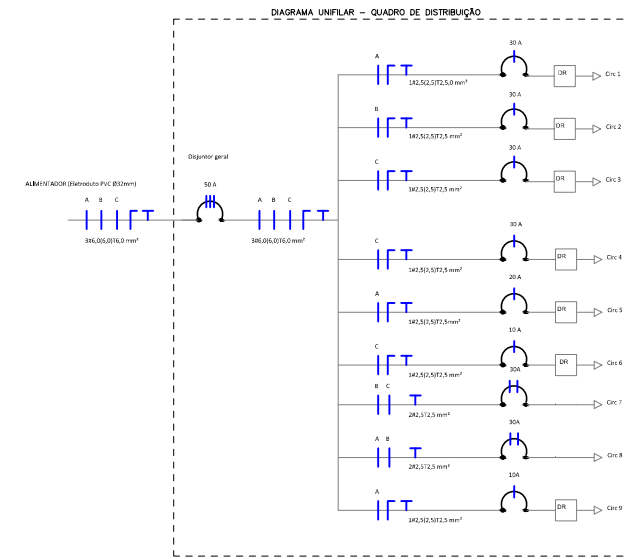 DIAGRAMA UNIFILAR – QUADRO DE DISTRIBUIÇÃO
30 A
A
DR
Circ 1
1#2,5(2,5)T2,5,0 mm²
30 A
B
DR
Circ 2
1#2,5(2,5)T2,5 mm²
30 A
C
DR
Circ 3
1#2,5(2,5)T2,5 mm²
Disjuntor geral
ALIMENTADOR (Eletroduto PVC Ø32mm)
50 A
A B C
A B C
3#6,0(6,0)T6,0 mm²
3#6,0(6,0)T6,0 mm²
30 A
C
DR
Circ 4
1#2,5(2,5)T2,5 mm²
20 A
A
DR
Circ 5
1#2,5(2,5)T2,5mm²
10 A
C
DR
Circ 6
1#2,5(2,5)T2,5 mm²
30A
B C
Circ 7
2#2,5T2,5 mm²
30A
A B
Circ 8
2#2,5T2,5 mm²
10A
A
DR
Circ 9
1#2,5(2,5)T2,5 mm²